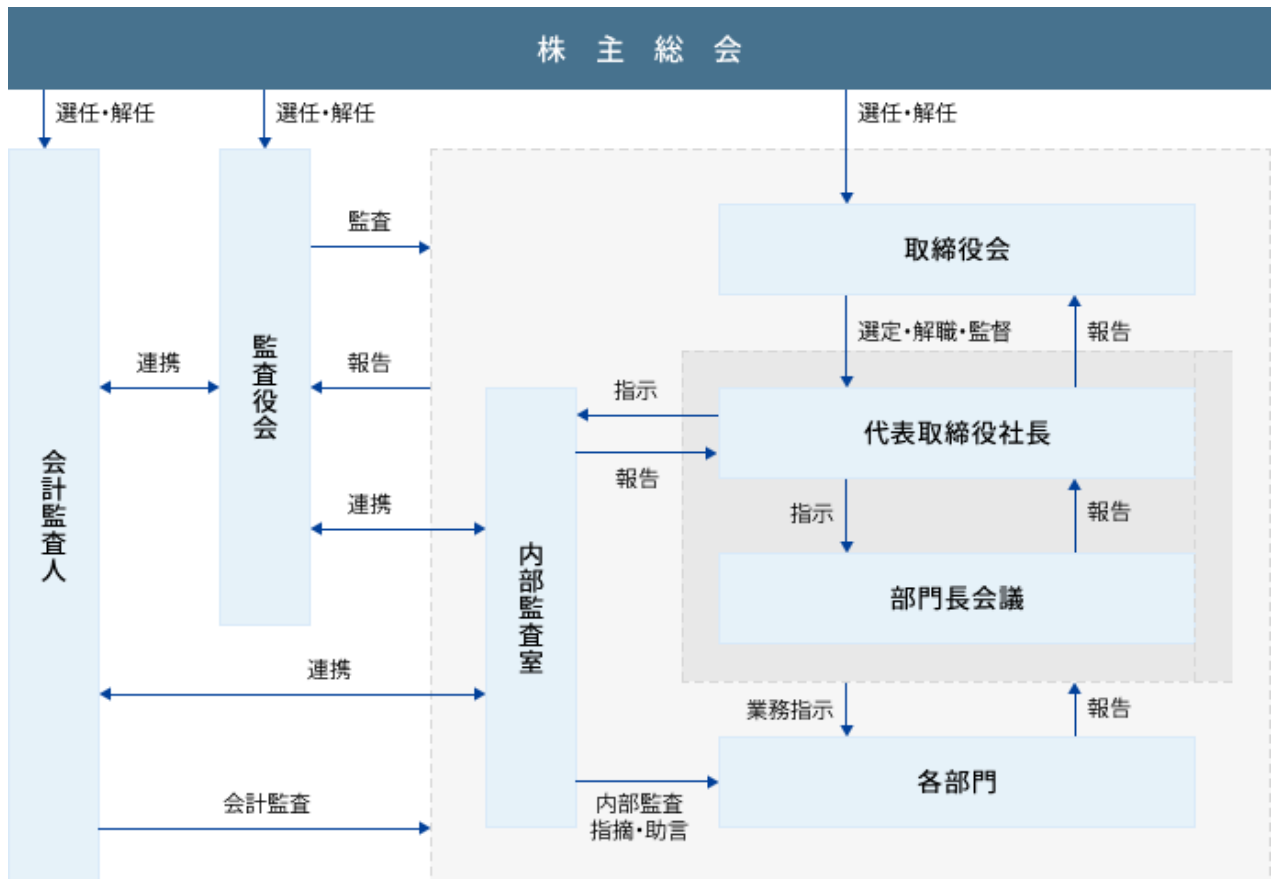 株主総会
選任・解任
選任・解任
選任・解任
監査
取締役会
選定・解職・監督
報告
連携
監査役会
報告
指示
代表取締役社長
報告
会計監査人
連携
指示
報告
内部監査室
部門長会議
連携
業務指示
報告
各部門
会計監査
内部監査
指摘・助言